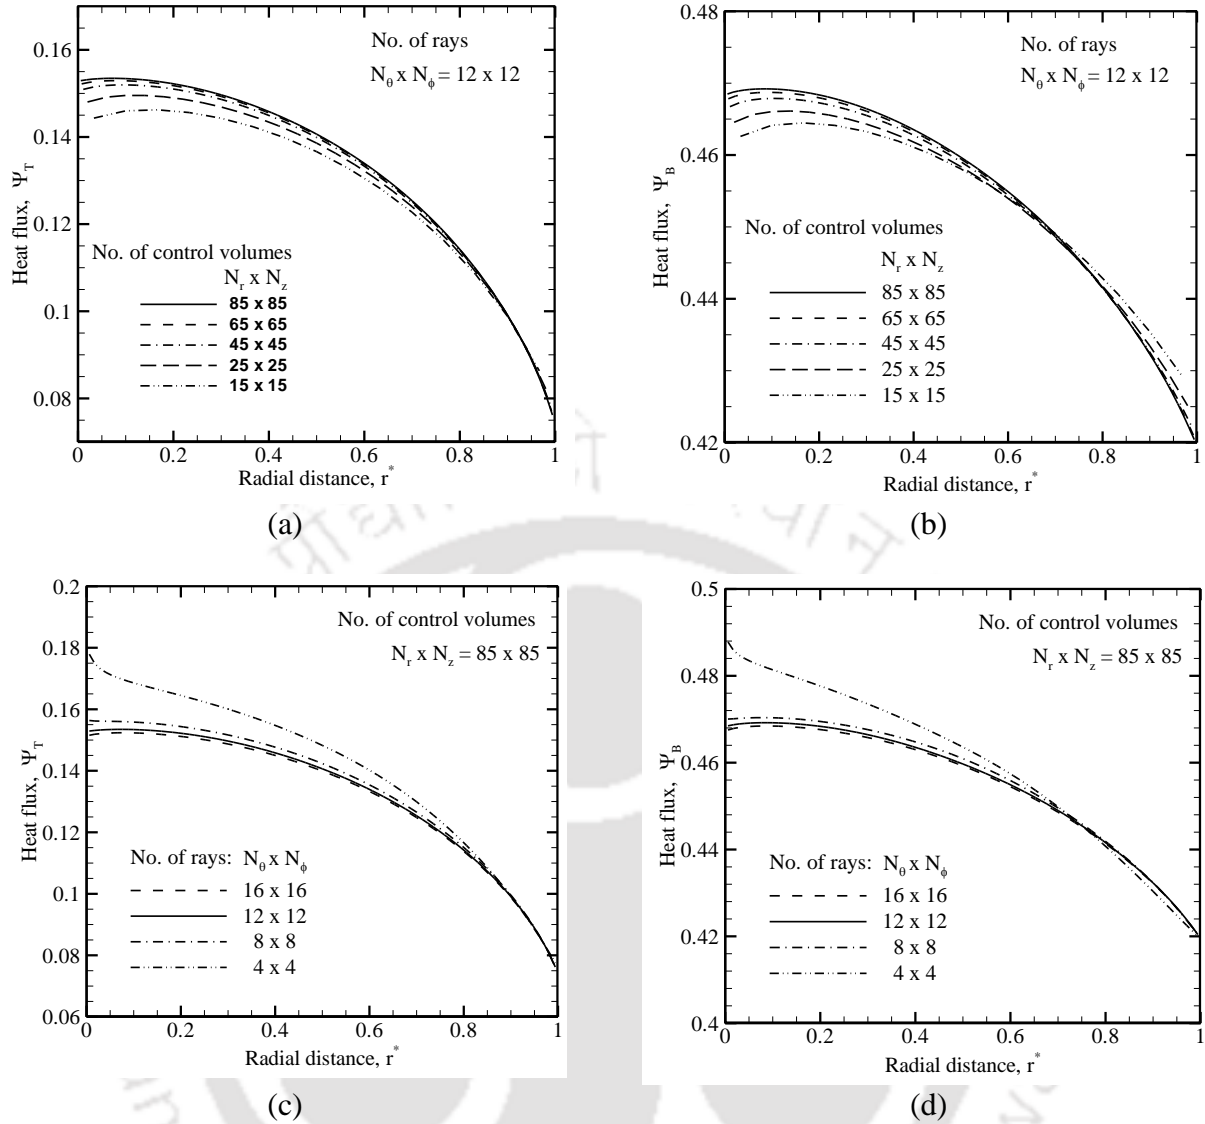 0.16
0.14
0.12
0.1
0.08
Heat flux, Ψ_T
No. of rays
N_θ x N_ϕ = 12 x 12
No. of control volumes
N_r x N_z
85 x 85
65 x 65
45 x 45
25 x 25
15 x 15
0 0.2 0.4 0.6 0.8 1
Radial distance, r*
(a)
0.48
0.46
0.44
0.42
Heat flux, Ψ_B
No. of rays
N_θ x N_ϕ = 12 x 12
No. of control volumes
N_r x N_z
85 x 85
65 x 65
45 x 45
25 x 25
15 x 15
0 0.2 0.4 0.6 0.8 1
Radial distance, r*
(b)
0.2
0.18
0.16
0.14
0.12
0.1
0.08
0.06
Heat flux, Ψ_T
No. of control volumes
N_r x N_z = 85 x 85
No. of rays: N_θ x N_ϕ
16 x 16
12 x 12
8 x 8
4 x 4
0 0.2 0.4 0.6 0.8 1
Radial distance, r*
(c)
0.5
0.48
0.46
0.44
0.42
0.4
Heat flux, Ψ_B
No. of control volumes
N_r x N_z = 85 x 85
No. of rays: N_θ x N_ϕ
16 x 16
12 x 12
8 x 8
4 x 4
0 0.2 0.4 0.6 0.8 1
Radial distance, r*
(d)